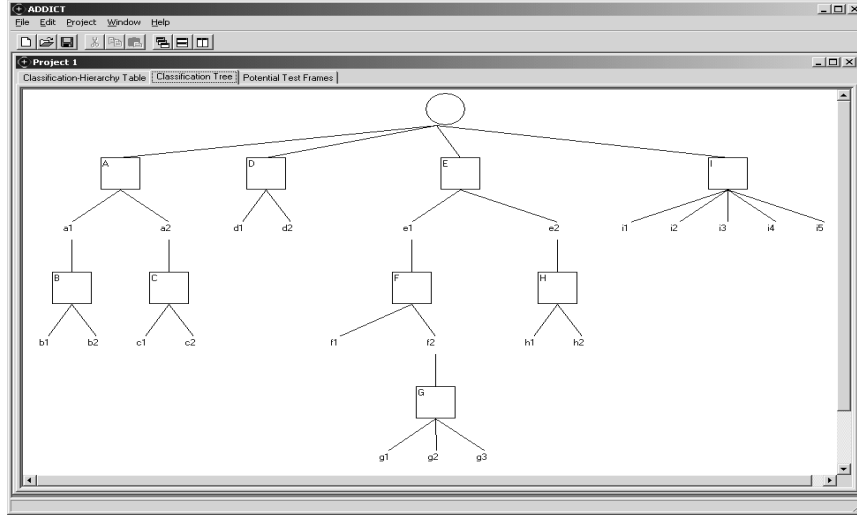 ADDICT
File Edit Project Window Help
Project 1
Classification-Hierarchy Table Classification Tree Potential Test Frames
A D E I
a1 a2 d1 d2 e1 e2 i1 i2 i3 i4 i5
B C F H
b1 b2 c1 c2 f1 f2 h1 h2
G
g1 g2 g3